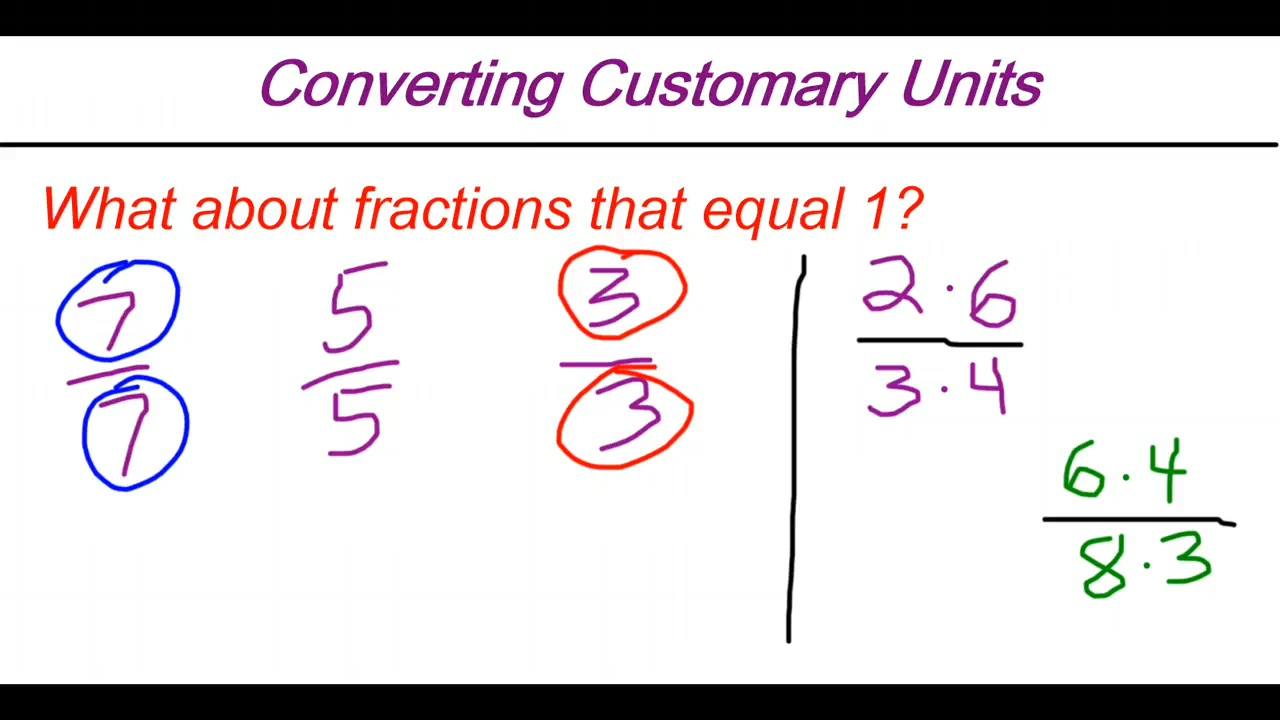 Converting Customary Units
What about fractions that equal 1?
7 5 3
7 5 3
2 · 6
3 · 4
6 · 4
8 · 3